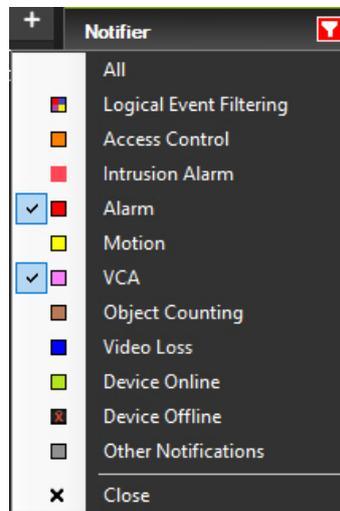 +
Notifier
All
Logical Event Filtering
Access Control
Intrusion Alarm
Alarm
Motion
VCA
Object Counting
Video Loss
Device Online
Device Offline
Other Notifications
Close